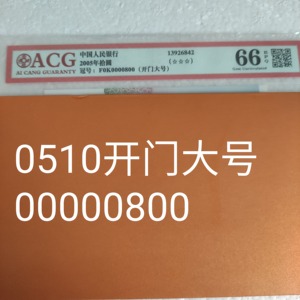 ACG
AI CANG GUARANTY
中国人民银行
2005年拾圆
冠号：F0K0000800（开门大号）
13926842
（☆☆☆）
66
EPQ
0510开门大号
00000800